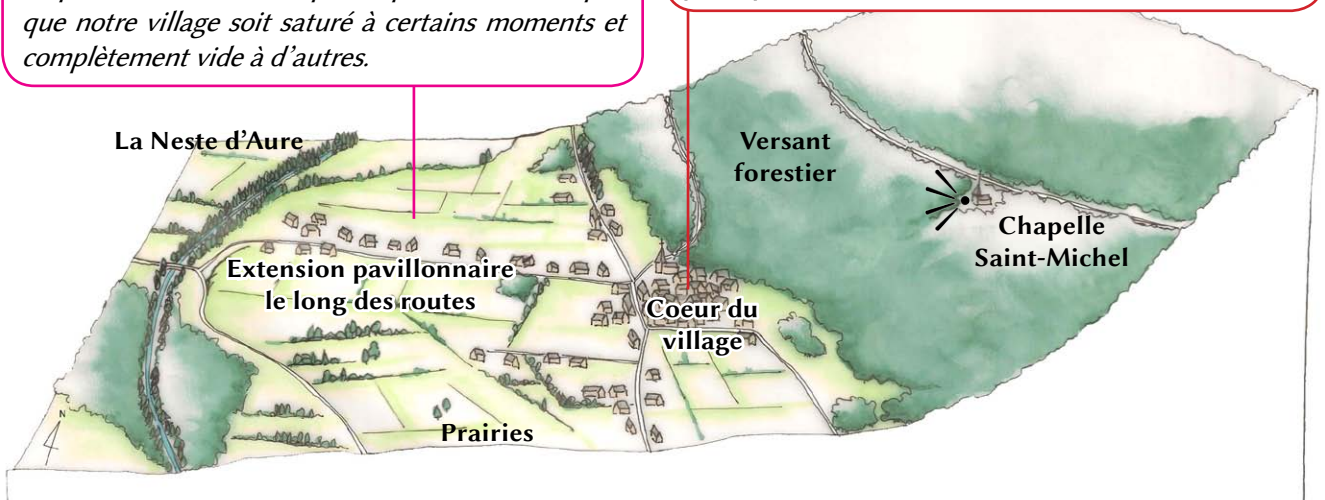 que notre village soit saturé à certains moments et
complètement vide à d'autres.
La Neste d'Aure
Versant
forestier
Chapelle
Saint-Michel
Extension pavillonnaire
le long des routes
Coeur du
village
Prairies
N